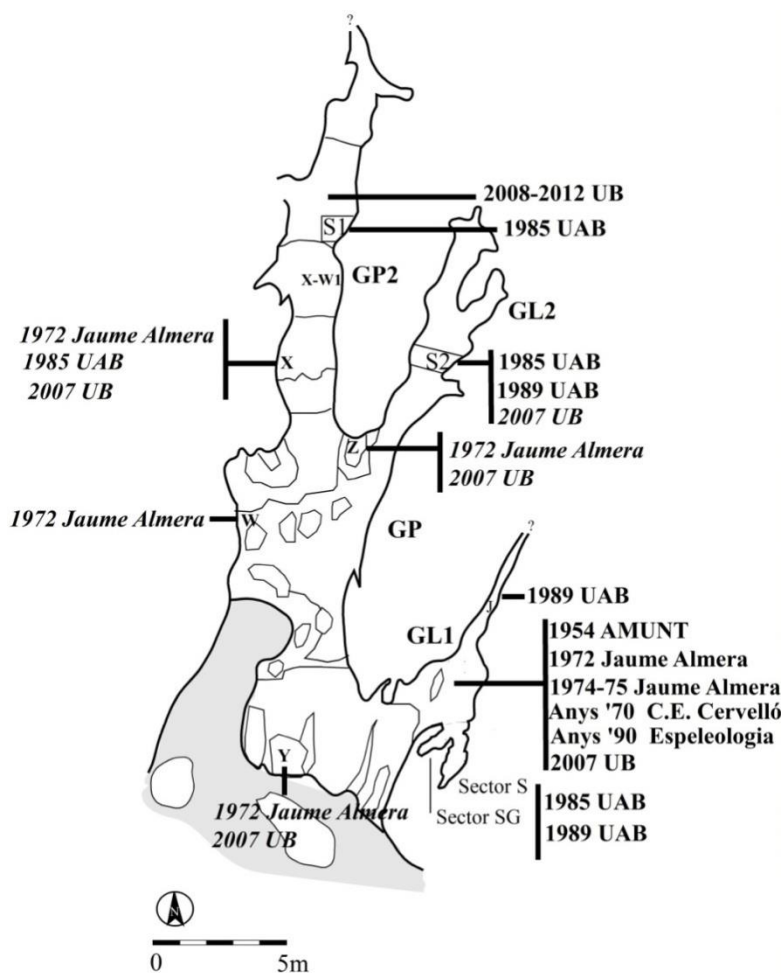 ?
2008-2012 UB
S1
1985 UAB
X-W1
GP2
GL2
1972 Jaume Almera
1985 UAB
2007 UB
X
S2
1985 UAB
1989 UAB
2007 UB
Z
1972 Jaume Almera
2007 UB
1972 Jaume Almera
W
GP
?
J
1989 UAB
GL1
1954 AMUNT
1972 Jaume Almera
1974-75 Jaume Almera
Anys '70 C.E. Cervelló
Anys '90 Espeleologia
2007 UB
Y
Sector S
Sector SG
1985 UAB
1989 UAB
1972 Jaume Almera
2007 UB
N
0
5m